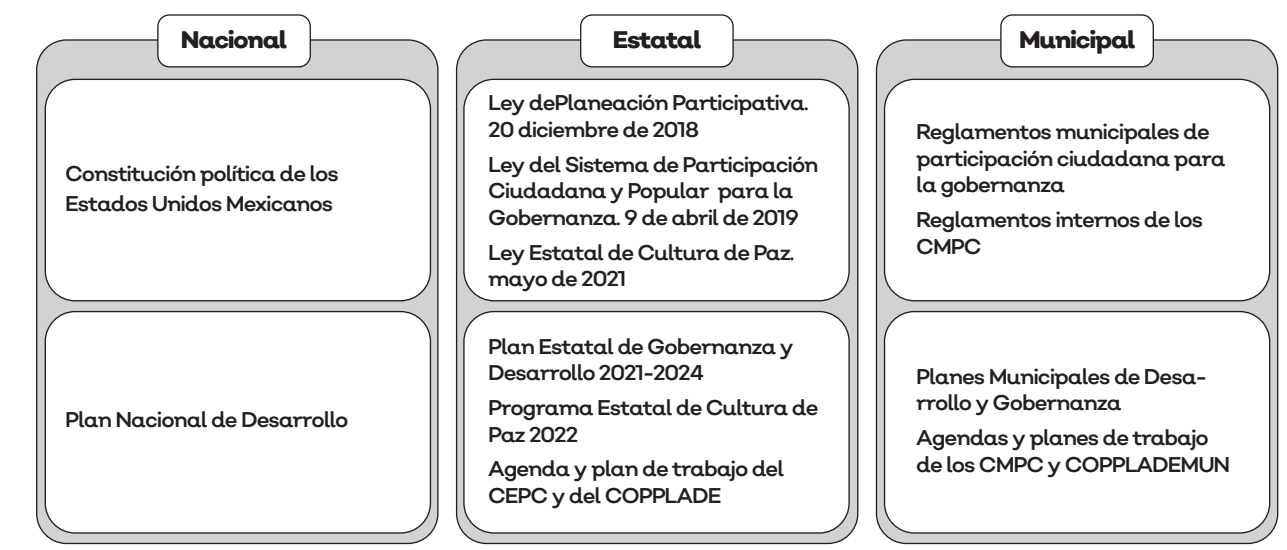 Nacional
Constitución política de los
Estados Unidos Mexicanos
Plan Nacional de Desarrollo
Estatal
Ley dePlaneación Participativa.
20 diciembre de 2018
Ley del Sistema de Participación
Ciudadana y Popular  para la
Gobernanza. 9 de abril de 2019
Ley Estatal de Cultura de Paz.
mayo de 2021
Plan Estatal de Gobernanza y
Desarrollo 2021-2024
Programa Estatal de Cultura de
Paz 2022
Agenda y plan de trabajo del
CEPC y del COPPLADE
Municipal
Reglamentos municipales de
participación ciudadana para
la gobernanza
Reglamentos internos de los
CMPC
Planes Municipales de Desa-
rrollo y Gobernanza
Agendas y planes de trabajo
de los CMPC y COPPLADEMUN